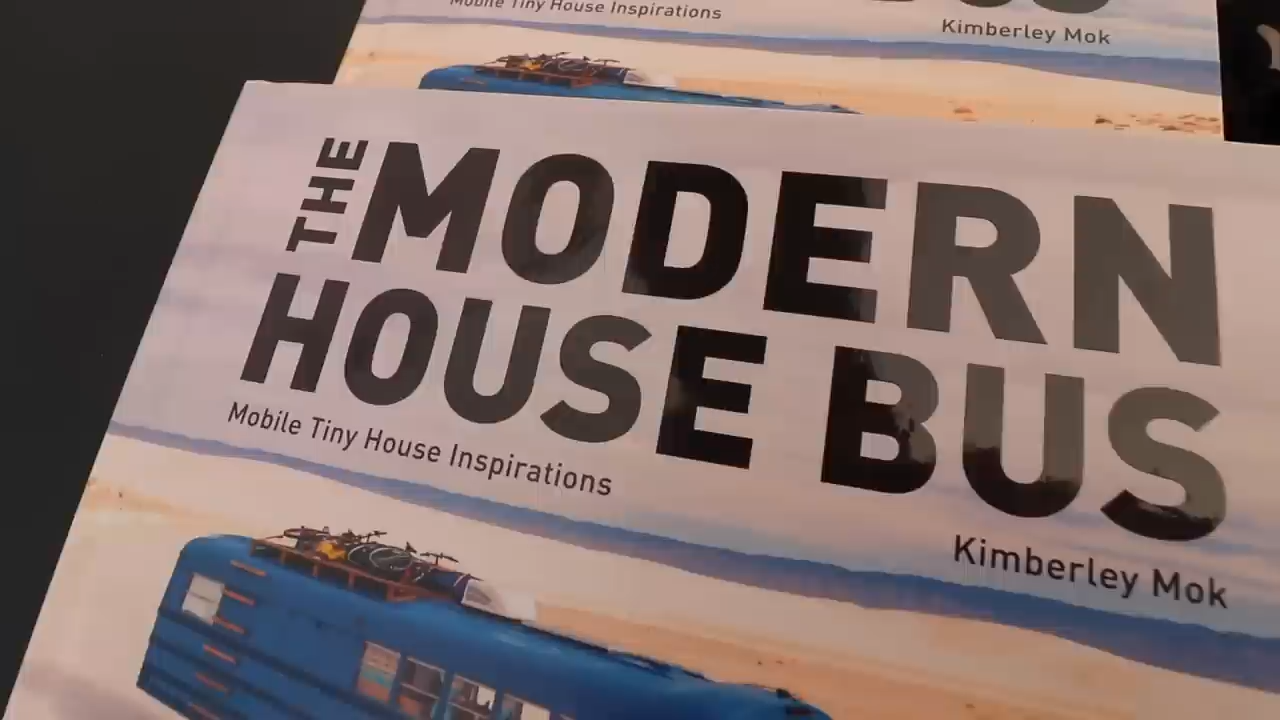 Mobile Tiny House Inspirations
Kimberley Mok
THE MODERN
HOUSE BUS
Mobile Tiny House Inspirations
Kimberley Mok